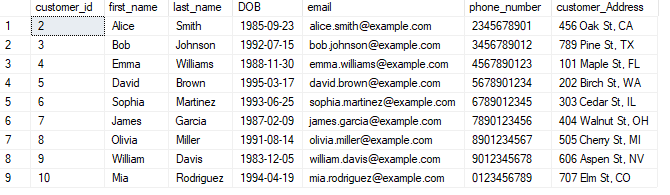 customer_id first_name last_name DOB email phone_number customer_Address
1 2 Alice Smith 1985-09-23 alice.smith@example.com 2345678901 456 Oak St, CA
2 3 Bob Johnson 1992-07-15 bob.johnson@example.com 3456789012 789 Pine St, TX
3 4 Emma Williams 1988-11-30 emma.williams@example.com 4567890123 101 Maple St, FL
4 5 David Brown 1995-03-17 david.brown@example.com 5678901234 202 Birch St, WA
5 6 Sophia Martinez 1993-06-25 sophia.martinez@example.com 6789012345 303 Cedar St, IL
6 7 James Garcia 1987-02-09 james.garcia@example.com 7890123456 404 Walnut St, OH
7 8 Olivia Miller 1991-08-14 olivia.miller@example.com 8901234567 505 Cherry St, MI
8 9 William Davis 1983-12-05 william.davis@example.com 9012345678 606 Aspen St, NV
9 10 Mia Rodriguez 1994-04-19 mia.rodriguez@example.com 0123456789 707 Elm St, CO